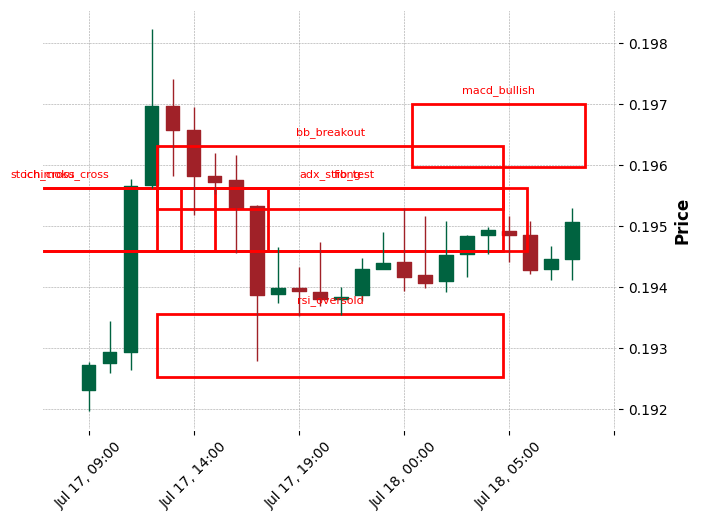 0.198
macd_bullish
0.197
bb_breakout
0.196
0.195
Price
0.194
rsi_oversold
0.193
0.192
Jul 17, 09:00
Jul 17, 14:00
Jul 17, 19:00
Jul 18, 00:00
Jul 18, 05:00